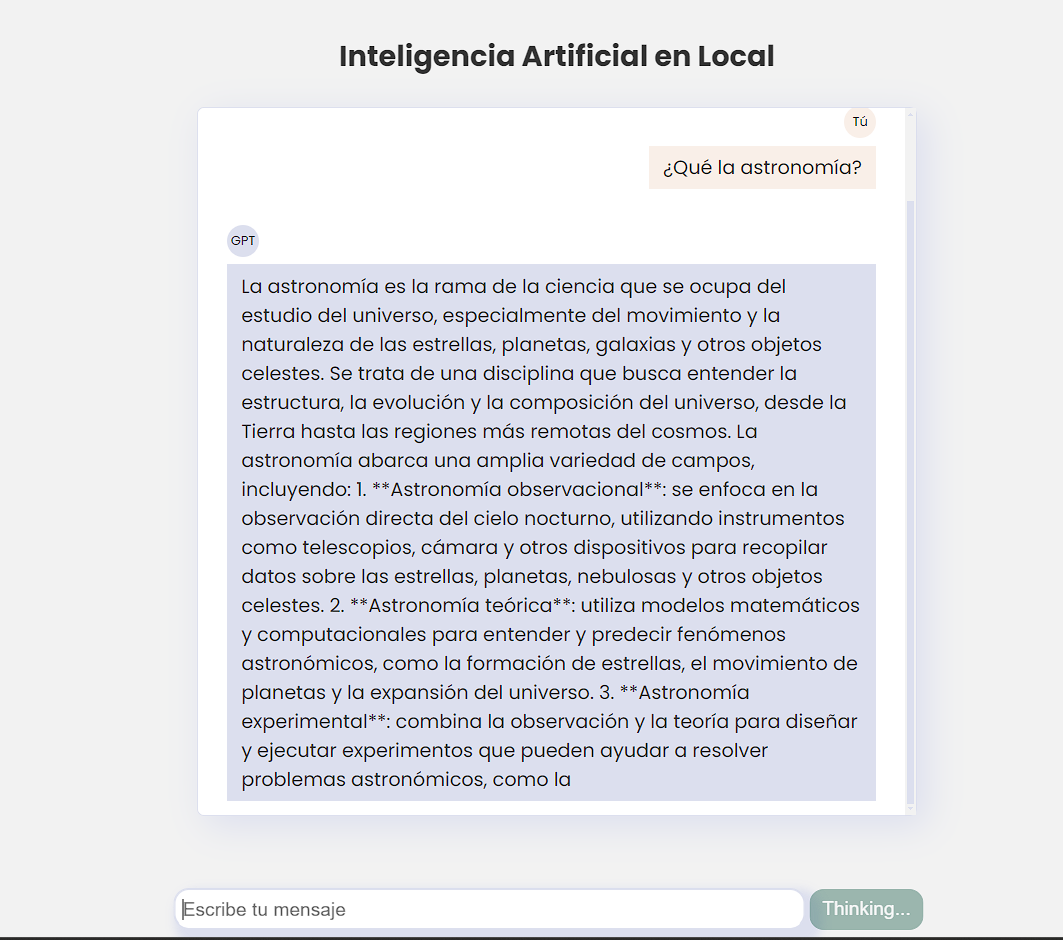 Inteligencia Artificial en Local
Tú
¿Qué la astronomía?
GPT
La astronomía es la rama de la ciencia que se ocupa del
estudio del universo, especialmente del movimiento y la
naturaleza de las estrellas, planetas, galaxias y otros objetos
celestes. Se trata de una disciplina que busca entender la
estructura, la evolución y la composición del universo, desde la
Tierra hasta las regiones más remotas del cosmos. La
astronomía abarca una amplia variedad de campos,
incluyendo: 1. **Astronomía observacional**: se enfoca en la
observación directa del cielo nocturno, utilizando instrumentos
como telescopios, cámara y otros dispositivos para recopilar
datos sobre las estrellas, planetas, nebulosas y otros objetos
celestes. 2. **Astronomía teórica**: utiliza modelos matemáticos
y computacionales para entender y predecir fenómenos
astronómicos, como la formación de estrellas, el movimiento de
planetas y la expansión del universo. 3. **Astronomía
experimental**: combina la observación y la teoría para diseñar
y ejecutar experimentos que pueden ayudar a resolver
problemas astronómicos, como la
Escribe tu mensaje
Thinking...